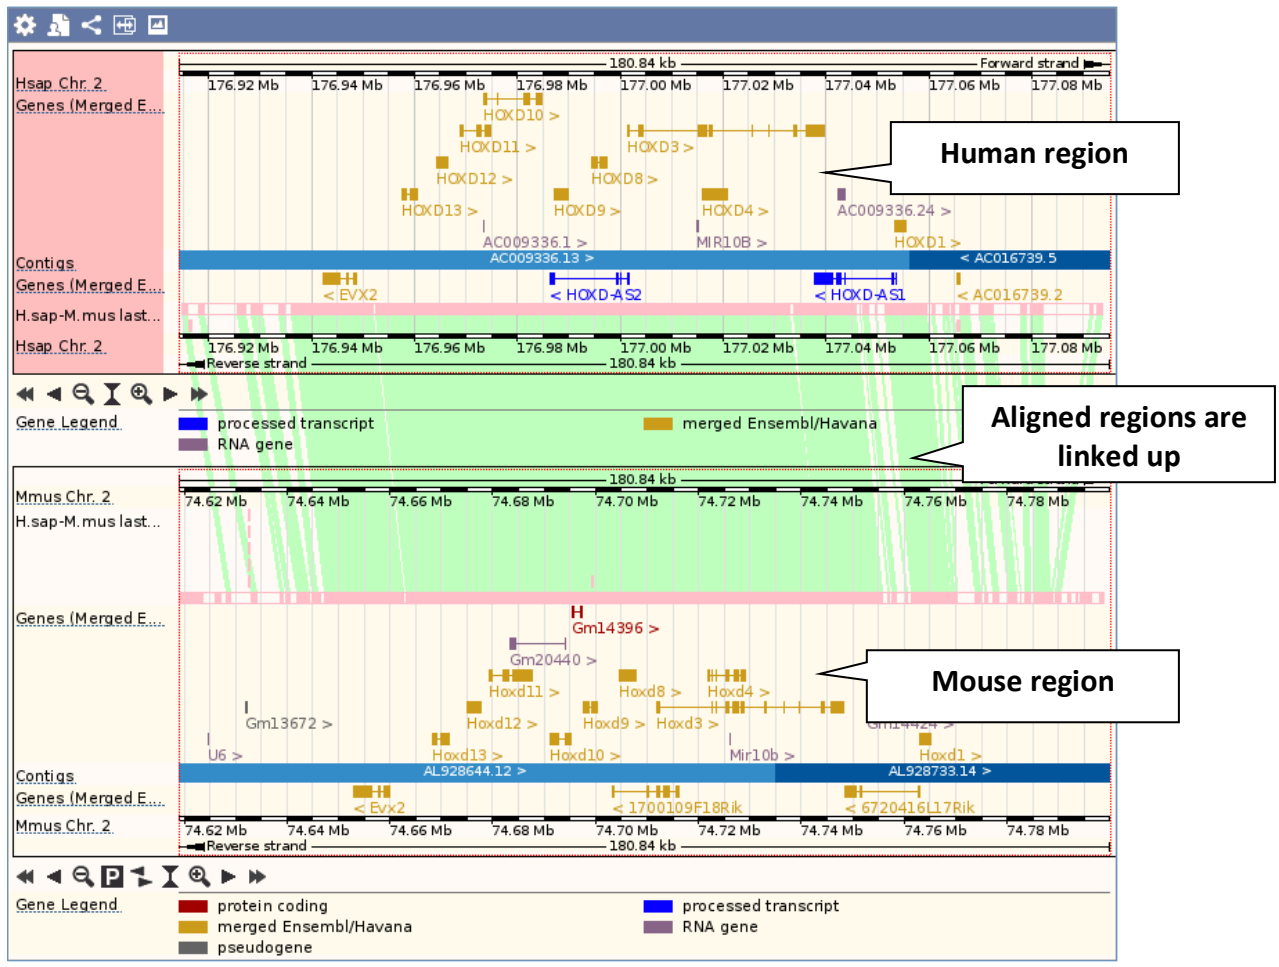 180.84 kb
Forward strand
Hsap Chr. 2
176.92 Mb 176.94 Mb 176.96 Mb 176.98 Mb 177.00 Mb 177.02 Mb 177.04 Mb 177.06 Mb 177.08 Mb
Genes (Merged E...
HOXD10 >
HOXD11 > HOXD3 >
Human region
HOXD12 > HOXD8 >
HOXD13 > HOXD9 > HOXD4 > AC009336.24 >
AC009336.1 > MIR10B > HOXD1 >
Contigs
AC009336.13 > < AC016739.5
Genes (Merged E...
< EVX2 < HOXD-AS2 < HOXD-AS1 < AC016739.2
H.sap-M.mus last...
Hsap Chr. 2
176.92 Mb 176.94 Mb 176.96 Mb 176.98 Mb 177.00 Mb 177.02 Mb 177.04 Mb 177.06 Mb 177.08 Mb
Reverse strand 180.84 kb
Gene Legend processed transcript merged Ensembl/Havana
RNA gene
Aligned regions are
linked up
180.84 kb
Mmus Chr. 2
74.62 Mb 74.64 Mb 74.66 Mb 74.68 Mb 74.70 Mb 74.72 Mb 74.74 Mb 74.76 Mb 74.78 Mb
H.sap-M.mus last...
Genes (Merged E...
Gm14396 >
Gm20440 >
Hoxd11 > Hoxd8 > Hoxd4 >
Mouse region
Gm13672 > Hoxd12 > Hoxd9 > Hoxd3 > Gm14424 >
U6 > Hoxd13 > Hoxd10 > Mir10b > Hoxd1 >
Contigs
AL928644.12 > AL928733.14 >
Genes (Merged E...
< Evx2 < 1700109F18Rik < 6720416L17Rik
Mmus Chr. 2
74.62 Mb 74.64 Mb 74.66 Mb 74.68 Mb 74.70 Mb 74.72 Mb 74.74 Mb 74.76 Mb 74.78 Mb
Reverse strand 180.84 kb
P
Gene Legend protein coding processed transcript
merged Ensembl/Havana RNA gene
pseudogene